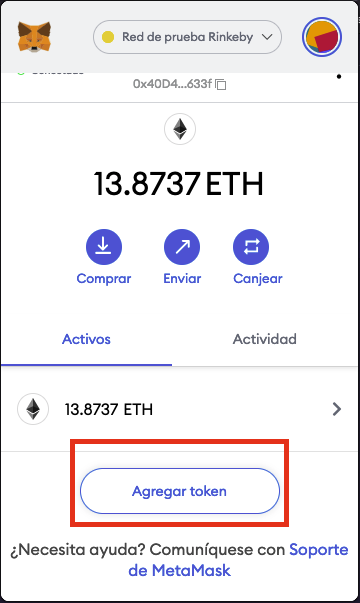 Red de prueba Rinkeby
0x40D4...633f
13.8737 ETH
Comprar
Enviar
Canjear
Activos
Actividad
13.8737 ETH
Agregar token
¿Necesita ayuda? Comuníquese con Soporte
de MetaMask